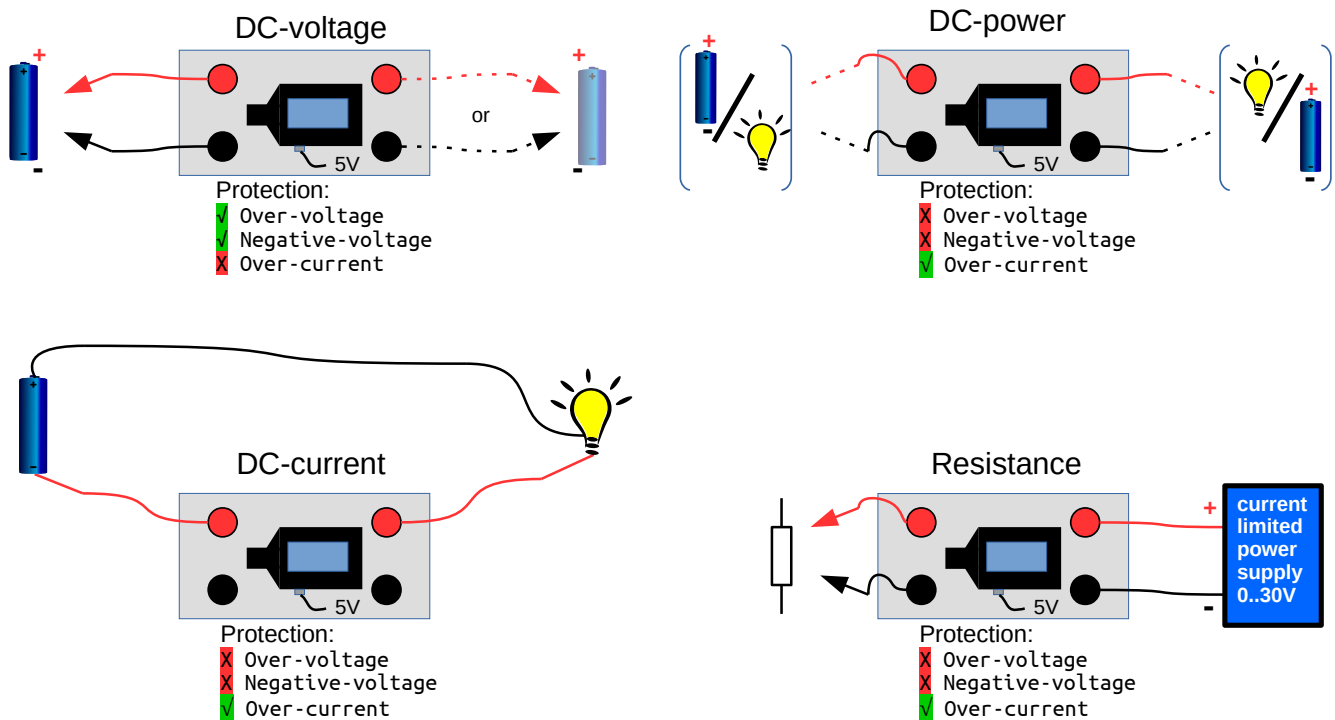 DC-voltage
+
+
or
-
-
5V
Protection:
√ Over-voltage
√ Negative-voltage
X Over-current
DC-power
+
+
-
-
5V
Protection:
X Over-voltage
X Negative-voltage
√ Over-current
DC-current
+
-
5V
Protection:
X Over-voltage
X Negative-voltage
√ Over-current
Resistance
+
-
current
limited
power
supply
0..30V
5V
Protection:
X Over-voltage
X Negative-voltage
√ Over-current